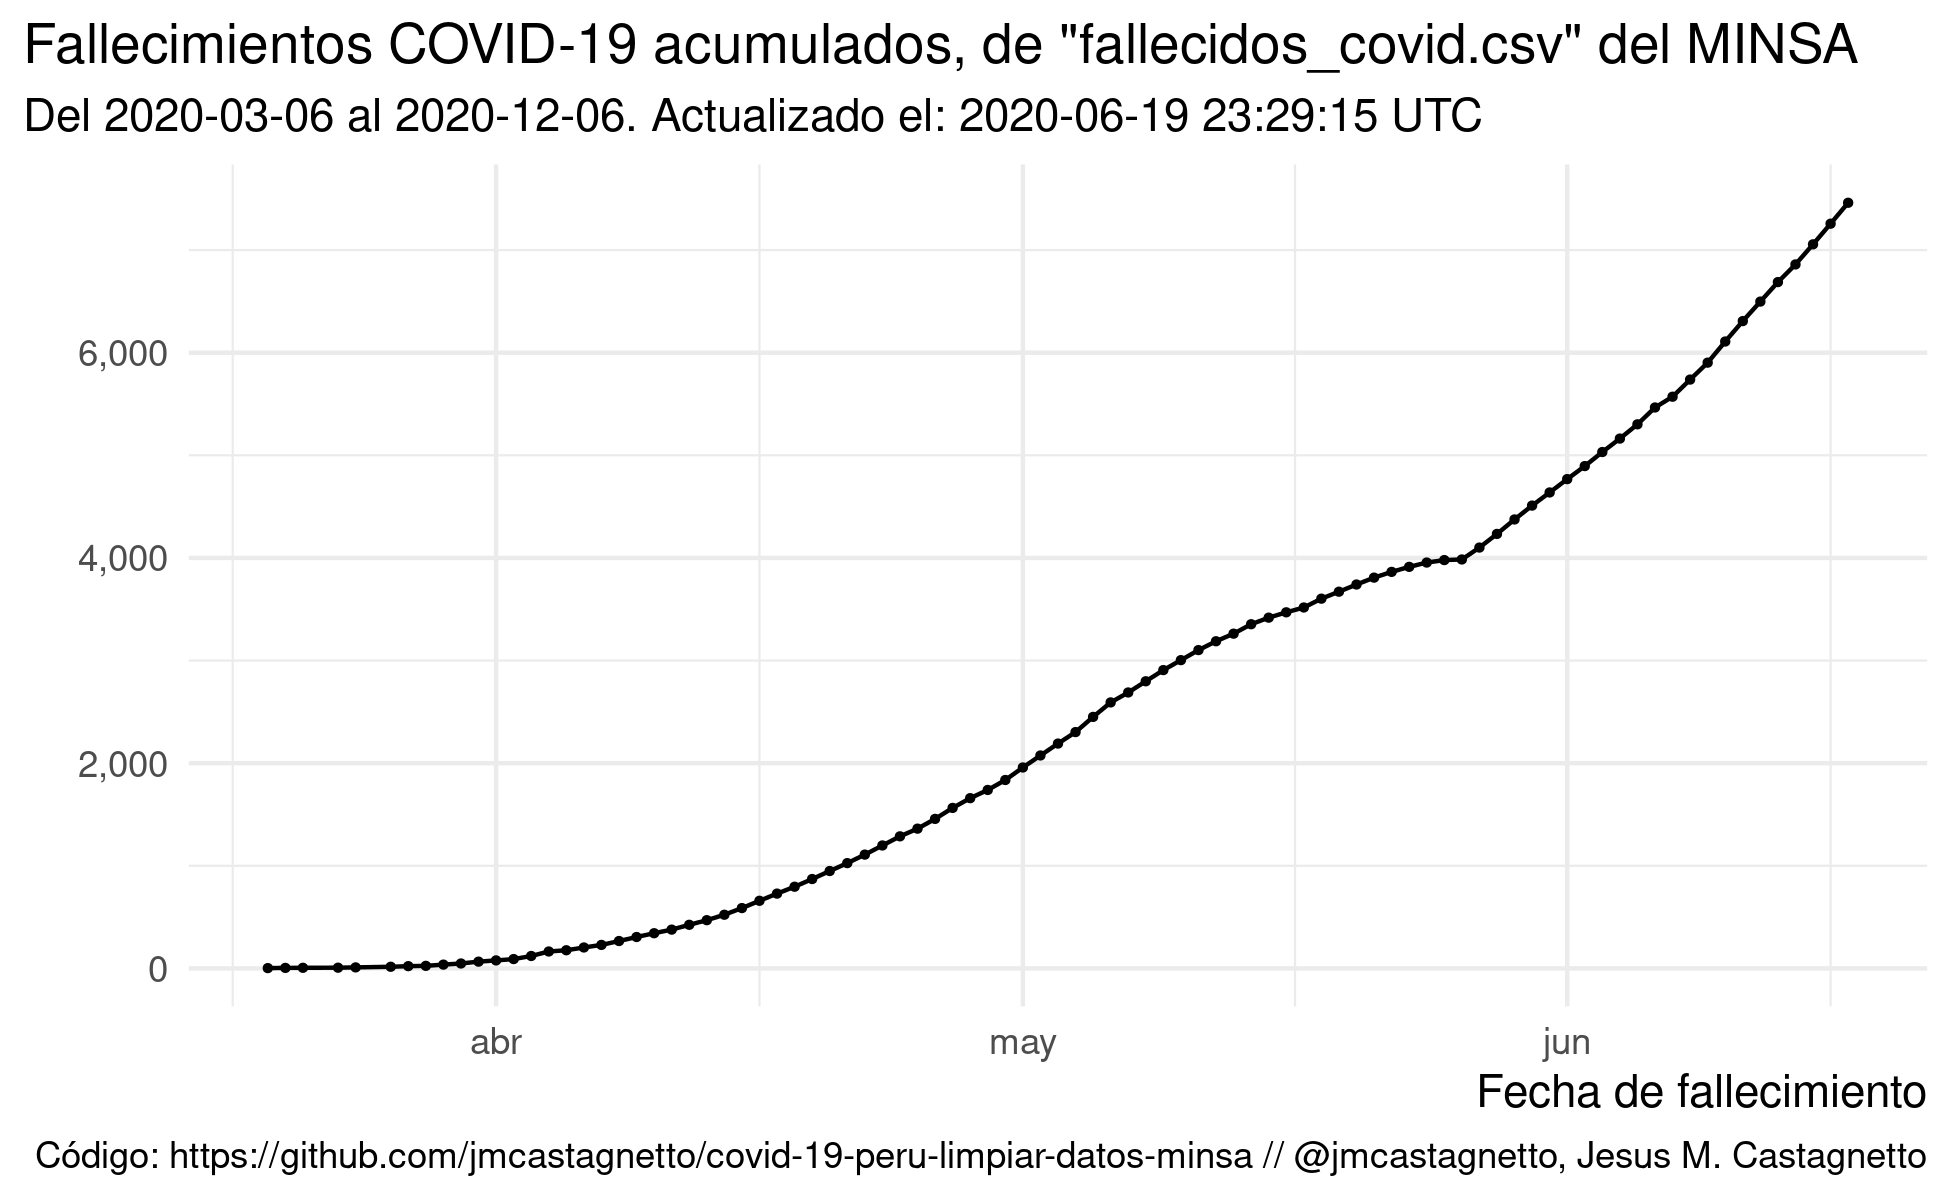 Fallecimientos COVID-19 acumulados, de "fallecidos_covid.csv" del MINSA
Del 2020-03-06 al 2020-12-06. Actualizado el: 2020-06-19 23:29:15 UTC
6,000
4,000
2,000
0
abr may jun
Fecha de fallecimiento
Código: https://github.com/jmcastagnetto/covid-19-peru-limpiar-datos-minsa // @jmcastagnetto, Jesus M. Castagnetto